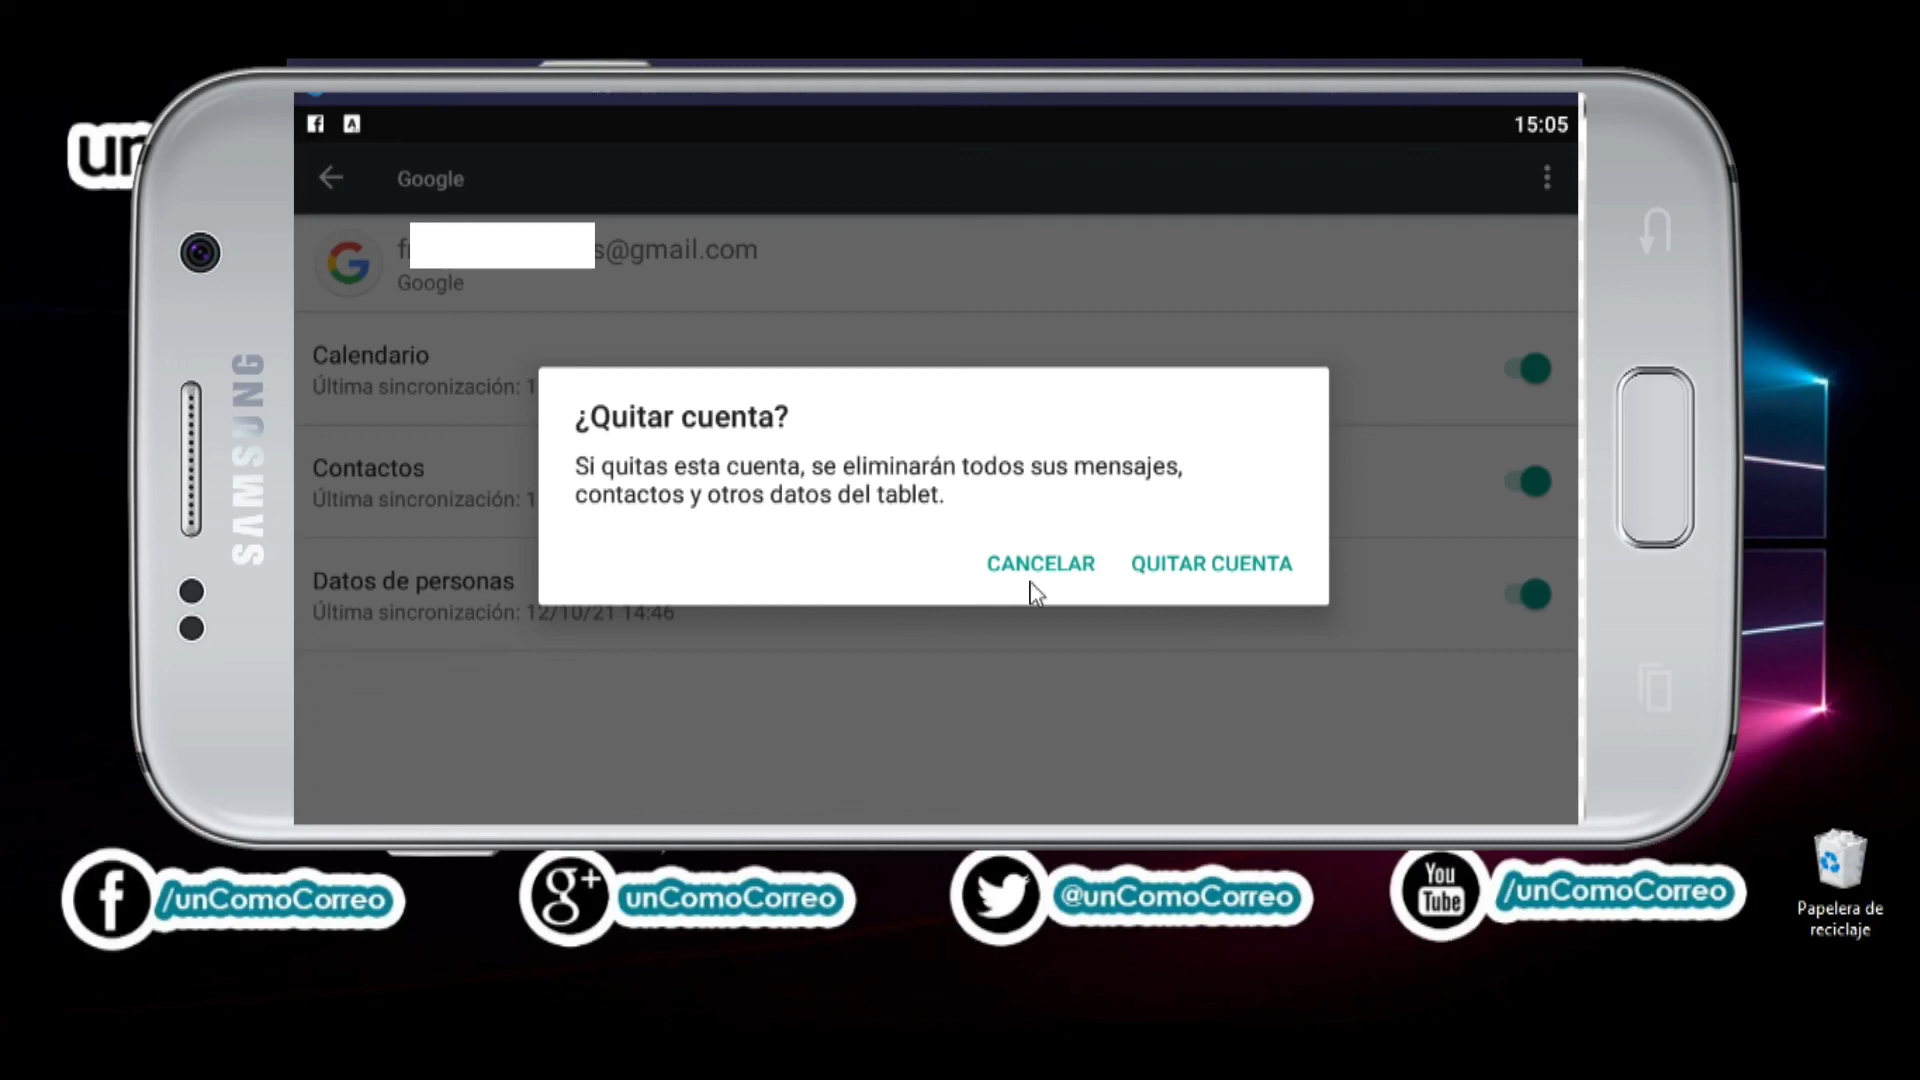 un
15:05
Google
s@gmail.com
Google
Calendario
Última sincronización: 1
¿Quitar cuenta?
Si quitas esta cuenta, se eliminarán todos sus mensajes,
contactos y otros datos del tablet.
CANCELAR QUITAR CUENTA
Contactos
Última sincronización: 1
Datos de personas
Última sincronización: 12/10/21 14:46
SAMSUNG
f /unComoCorreo
g+ unComoCorreo
@unComoCorreo
You
Tube
/unComoCorreo
Papelera de
reciclaje